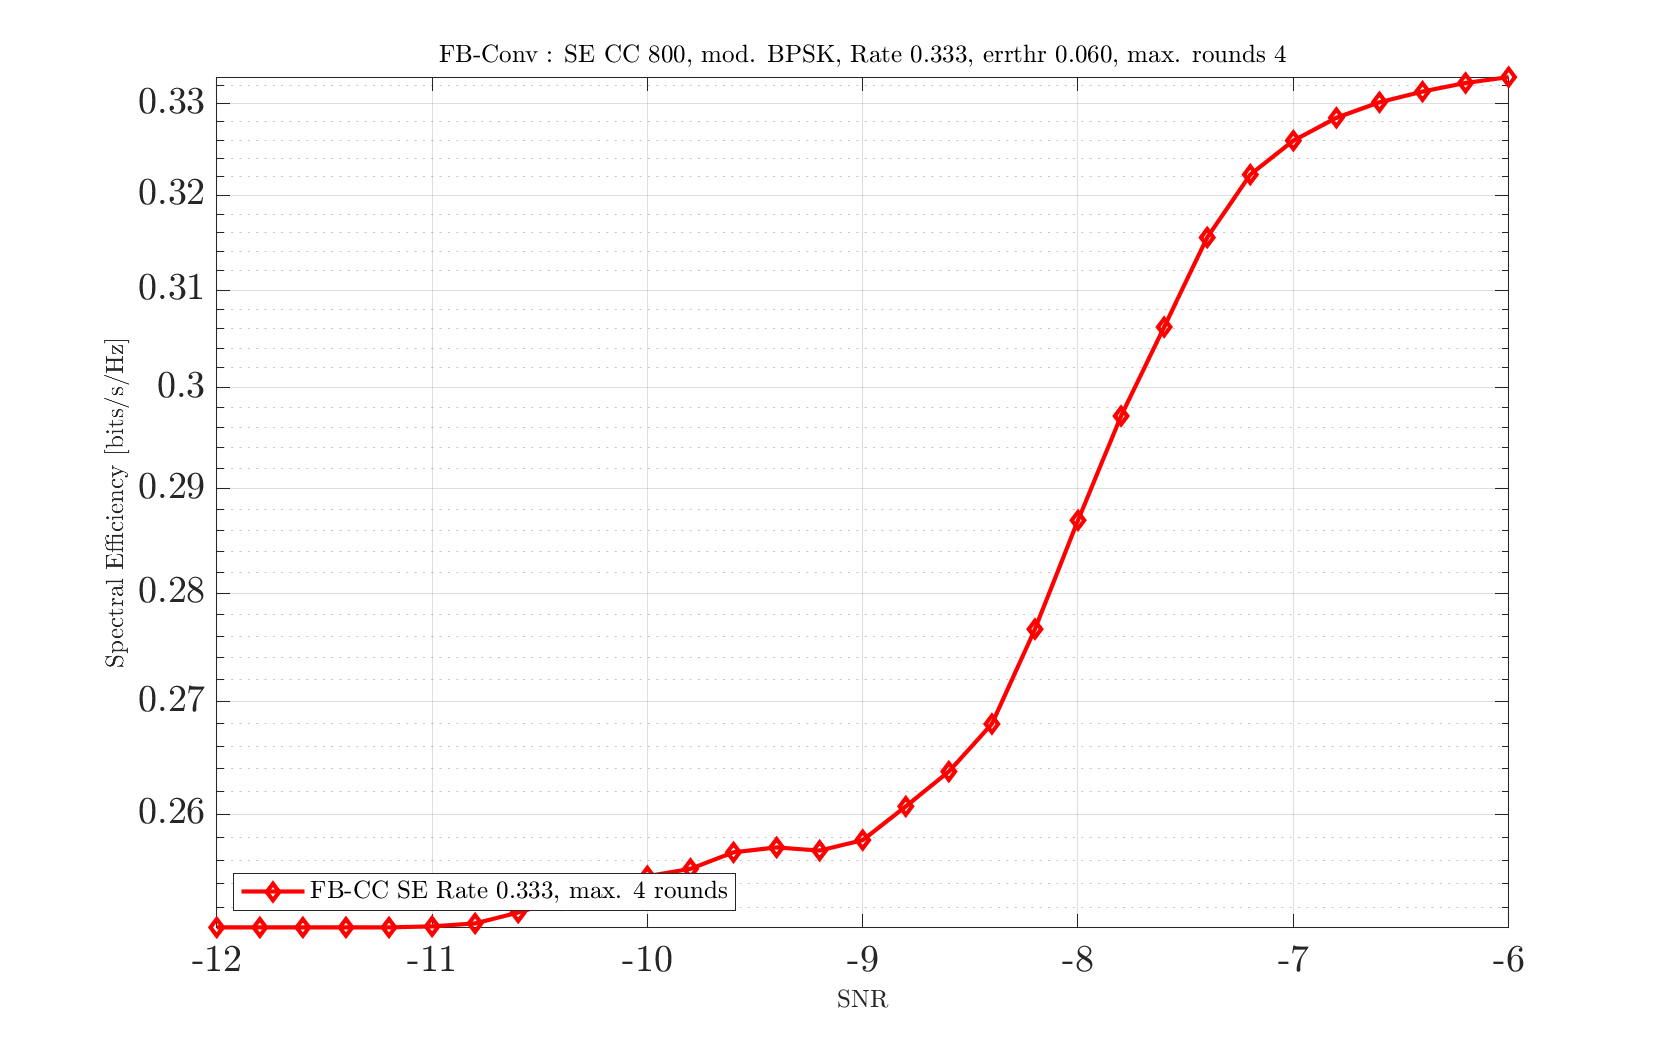 FB-Conv : SE CC 800, mod. BPSK, Rate 0.333, errthr 0.060, max. rounds 4
0.33
0.32
0.31
0.3
0.29
0.28
0.27
0.26
Spectral Efficiency [bits/s/Hz]
FB-CC SE Rate 0.333, max. 4 rounds
-12 -11 -10 -9 -8 -7 -6
SNR